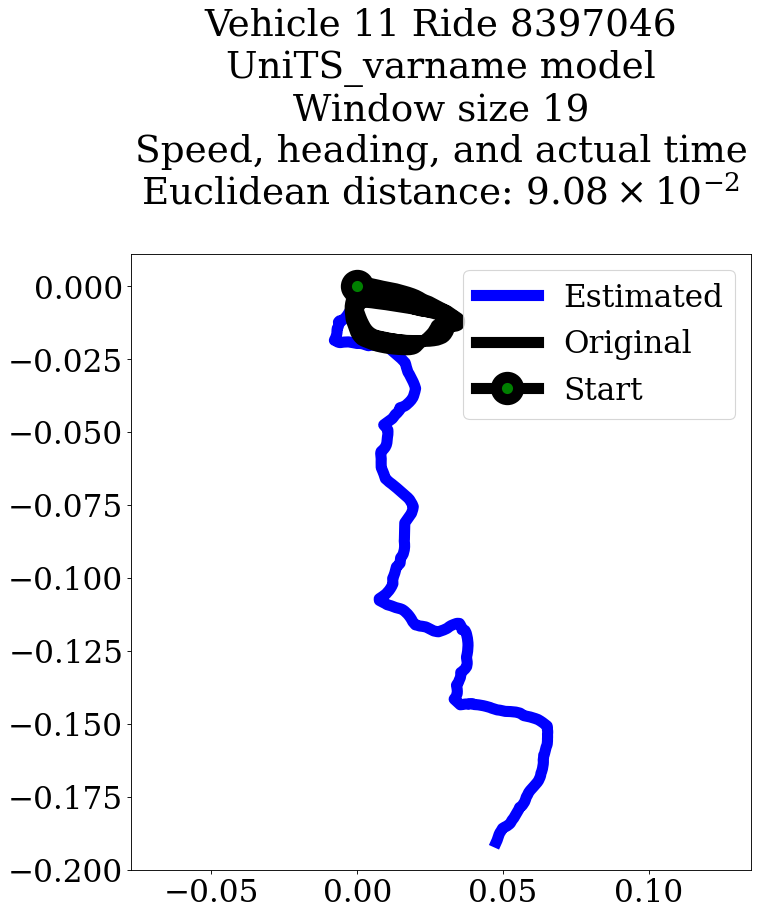 Vehicle 11 Ride 8397046
UniTS_varname model
Window size 19
Speed, heading, and actual time
Euclidean distance: 9.08 × 10⁻²
Estimated
Original
Start
0.000
−0.025
−0.050
−0.075
−0.100
−0.125
−0.150
−0.175
−0.200
−0.05 0.00 0.05 0.10